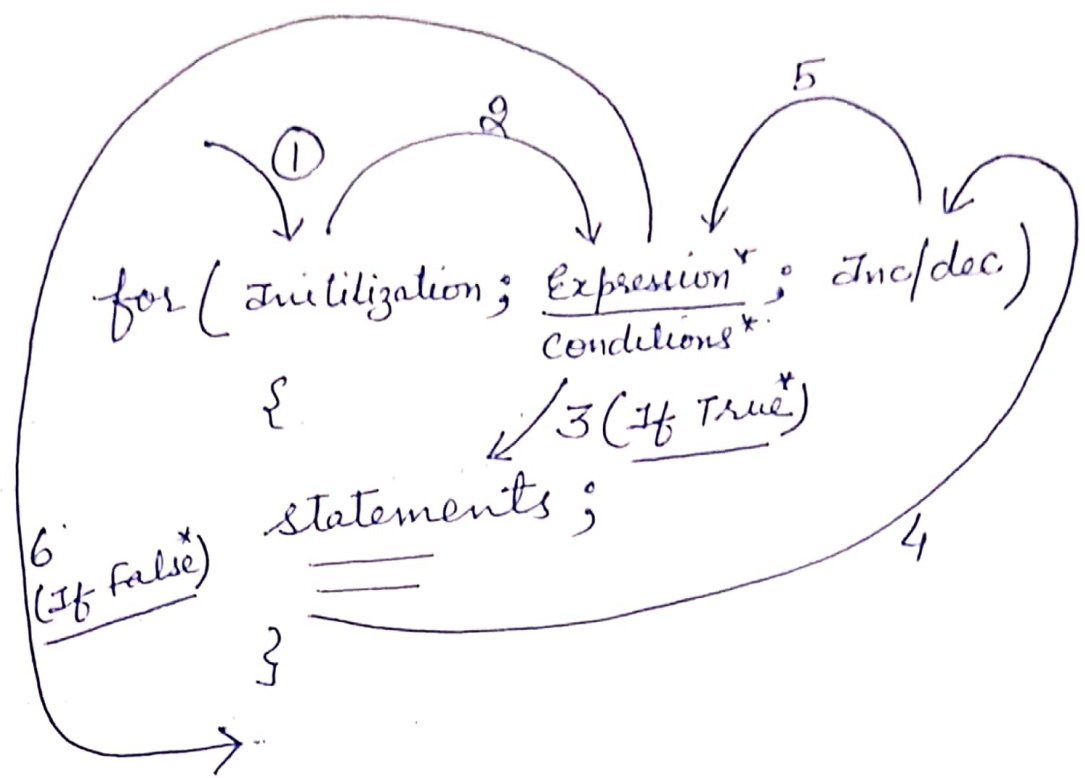 5
2
1
for ( Initilization ; Expression* ; Inc/dec )
Conditions*
{
3 (If True*)
statements ;
4
6
(If false*)
}